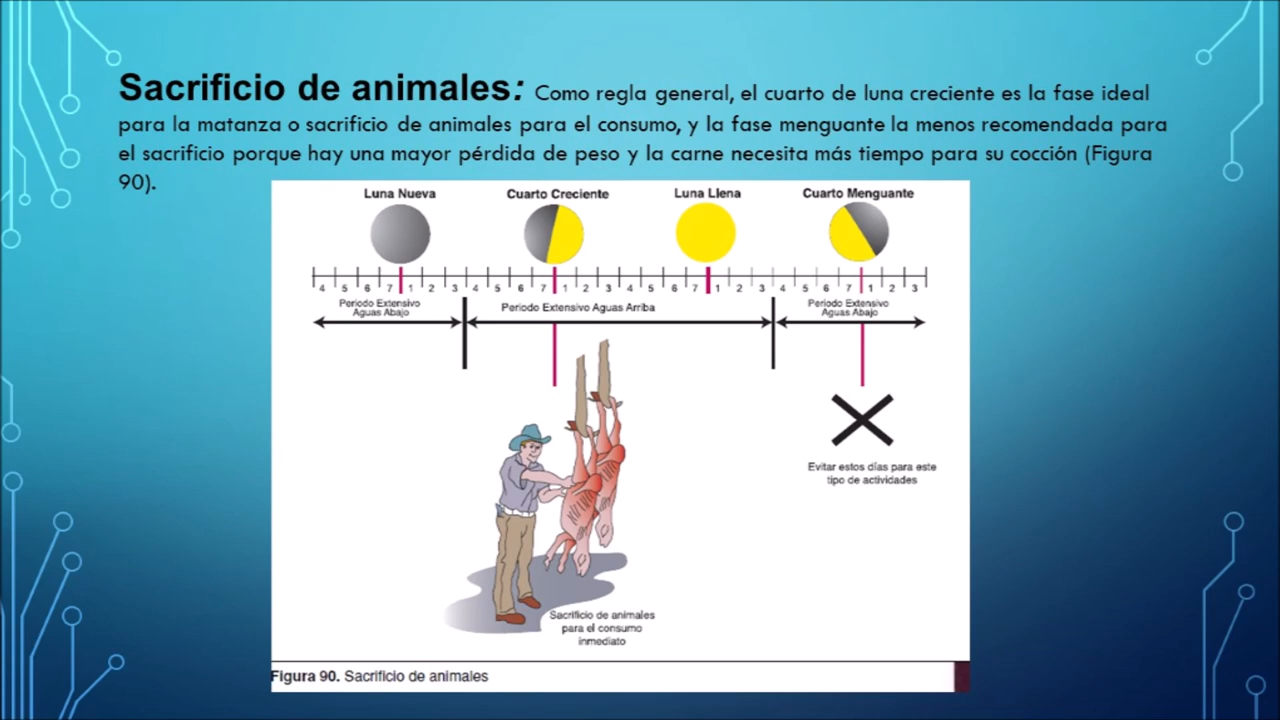 Sacrificio de animales: Como regla general, el cuarto de luna creciente es la fase ideal
para la matanza o sacrificio de animales para el consumo, y la fase menguante la menos recomendada para
el sacrificio porque hay una mayor pérdida de peso y la carne necesita más tiempo para su cocción (Figura
90).
Luna Nueva Cuarto Creciente Luna Llena Cuarto Menguante
4 5 6 7 1 2 3 4 5 6 7 1 2 3 4 5 6 7 1 2 3 4 5 6 7 1 2 3
Periodo Extensivo
Aguas Abajo
Periodo Extensivo Aguas Arriba
Periodo Extensivo
Aguas Abajo
Evitar estos días para este
tipo de actividades
Sacrificio de animales
para el consumo
inmediato
Figura 90. Sacrificio de animales